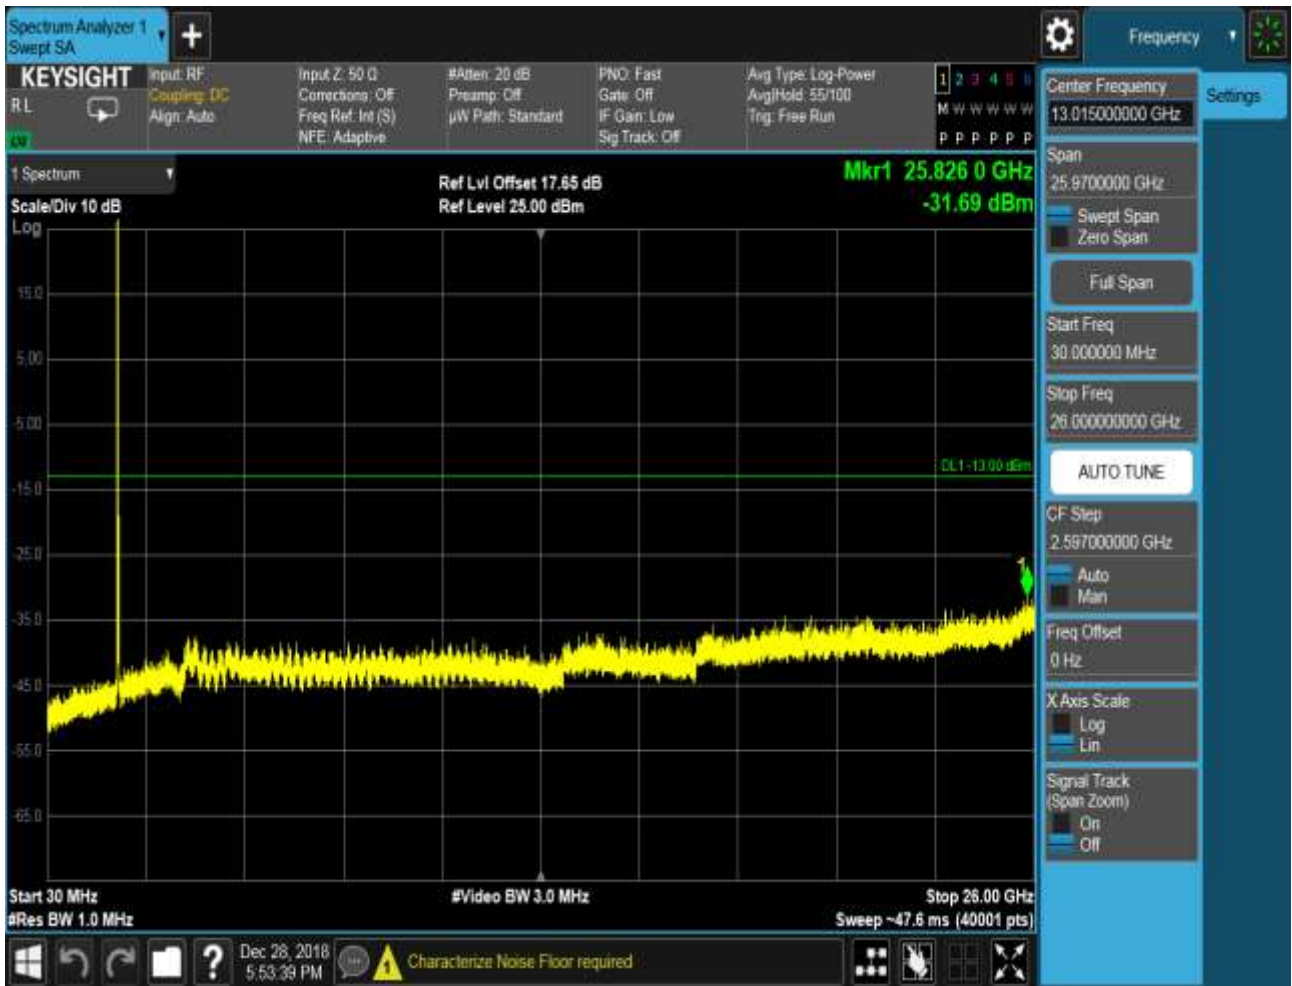 Spectrum Analyzer 1
Swept SA
Frequency
KEYSIGHT
RL
Input: RF
Coupling: DC
Align: Auto
Input Z: 50 Ω
Corrections: Off
Freq Ref: Int (S)
NFE: Adaptive
#Atten: 20 dB
Preamp: Off
µW Path: Standard
PNO: Fast
Gate: Off
IF Gain: Low
Sig Track: Off
Avg Type: Log-Power
Avg|Hold: 55/100
Trig: Free Run
1 2 3 4 5 6
M W W W W W
P P P P P P
Center Frequency
13.015000000 GHz
Settings
Span
25.9700000 GHz
Swept Span
Zero Span
Full Span
Start Freq
30.000000 MHz
Stop Freq
26.000000000 GHz
AUTO TUNE
CF Step
2.597000000 GHz
Auto
Man
Freq Offset
0 Hz
X Axis Scale
Log
Lin
Signal Track
(Span Zoom)
On
Off
1 Spectrum
Scale/Div 10 dB
Ref Lvl Offset 17.65 dB
Ref Level 25.00 dBm
Mkr1 25.826 0 GHz
-31.69 dBm
Log
15.0
5.00
-5.00
DL1 -13.00 dBm
-15.0
-25.0
1
-35.0
-45.0
-55.0
-65.0
Start 30 MHz
#Video BW 3.0 MHz
Stop 26.00 GHz
#Res BW 1.0 MHz
Sweep ~47.6 ms (40001 pts)
?
Dec 28, 2018
5:53:39 PM
1
Characterize Noise Floor required